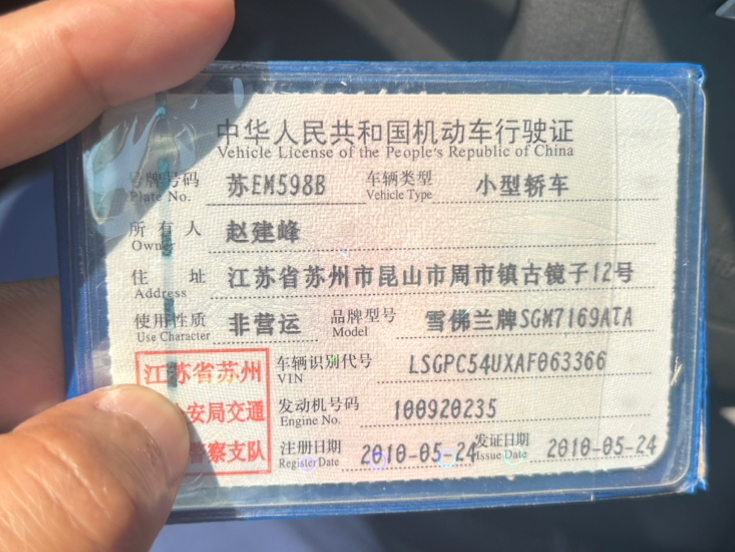 中华人民共和国机动车行驶证
Vehicle License of the People's Republic of China
号牌号码 苏EM598B 车辆类型 小型轿车
Plate No. Vehicle Type
所有人 赵建峰
Owner
住址 江苏省苏州市昆山市周市镇古镜子12号
Address
使用性质 非营运 品牌型号 雪佛兰牌SGM7169ATA
Use Character Model
江苏省苏州 车辆识别代号 LSGPC54UXAF063366
VIN
安局交通 发动机号码 100920235
Engine No.
察支队 注册日期 2010-05-24 发证日期 2010-05-24
Register Date Issue Date